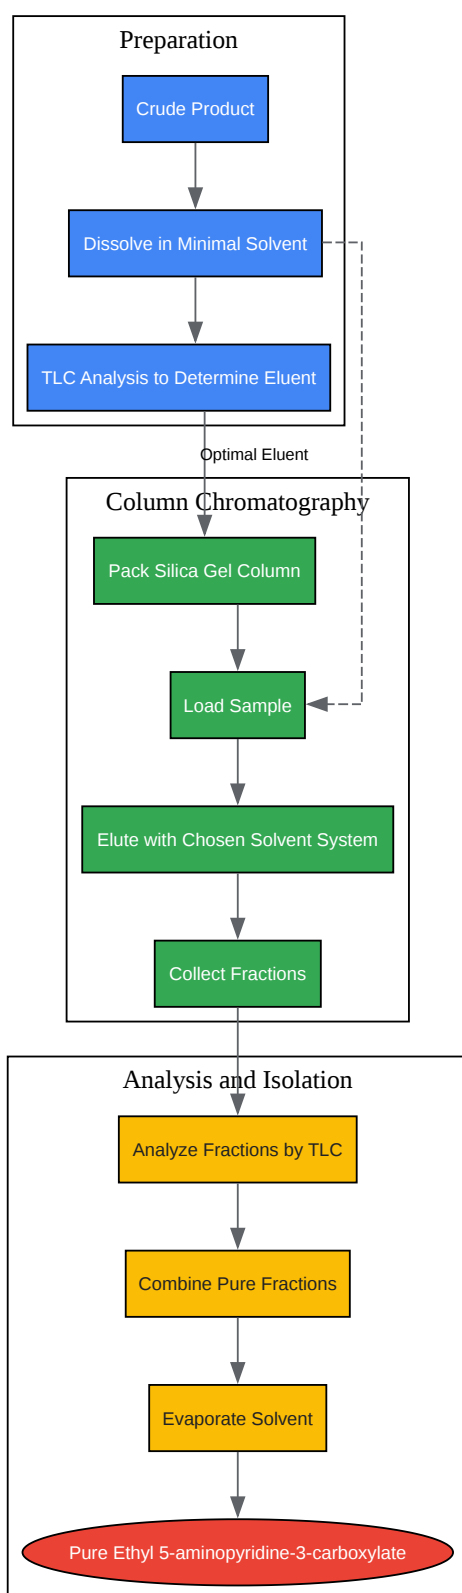 Preparation
Crude Product
Dissolve in Minimal Solvent
TLC Analysis to Determine Eluent
Optimal Eluent
Column Chromatography
Pack Silica Gel Column
Load Sample
Elute with Chosen Solvent System
Collect Fractions
Analysis and Isolation
Analyze Fractions by TLC
Combine Pure Fractions
Evaporate Solvent
Pure Ethyl 5-aminopyridine-3-carboxylate